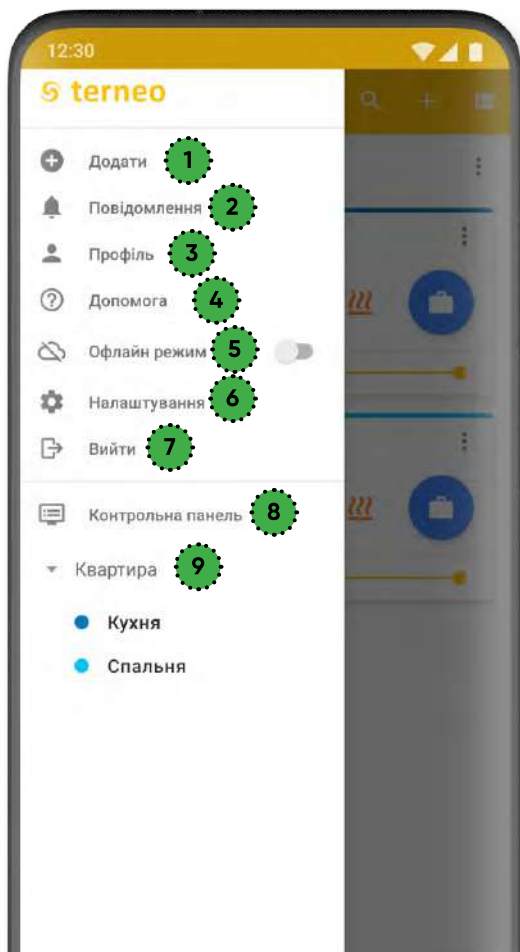 12:30
terneo
Додати 1
Повідомлення 2
Профіль 3
Допомога 4
Офлайн режим 5
Налаштування 6
Вийти 7
Контрольна панель 8
Квартира 9
Кухня
Спальня